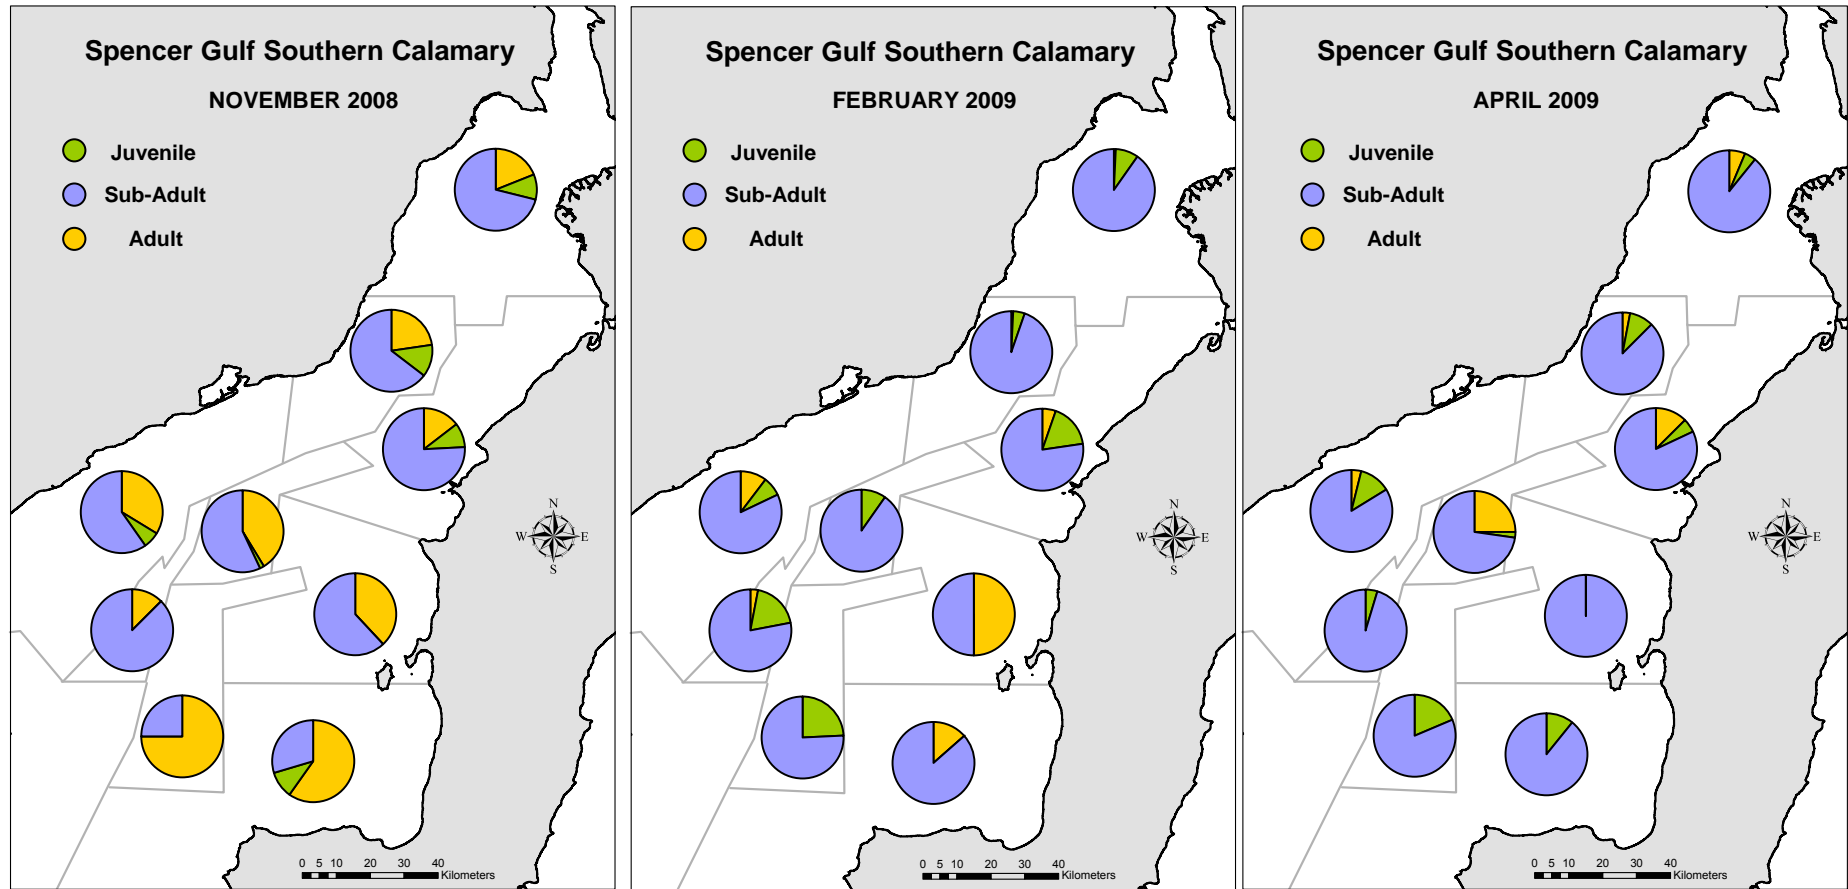 Spencer Gulf Southern Calamary
NOVEMBER 2008
Juvenile
Sub-Adult
Adult
N
W E
S
0 5 10 20 30 40
Kilometers
Spencer Gulf Southern Calamary
FEBRUARY 2009
Juvenile
Sub-Adult
Adult
N
W E
S
0 5 10 20 30 40
Kilometers
Spencer Gulf Southern Calamary
APRIL 2009
Juvenile
Sub-Adult
Adult
N
W E
S
0 5 10 20 30 40
Kilometers